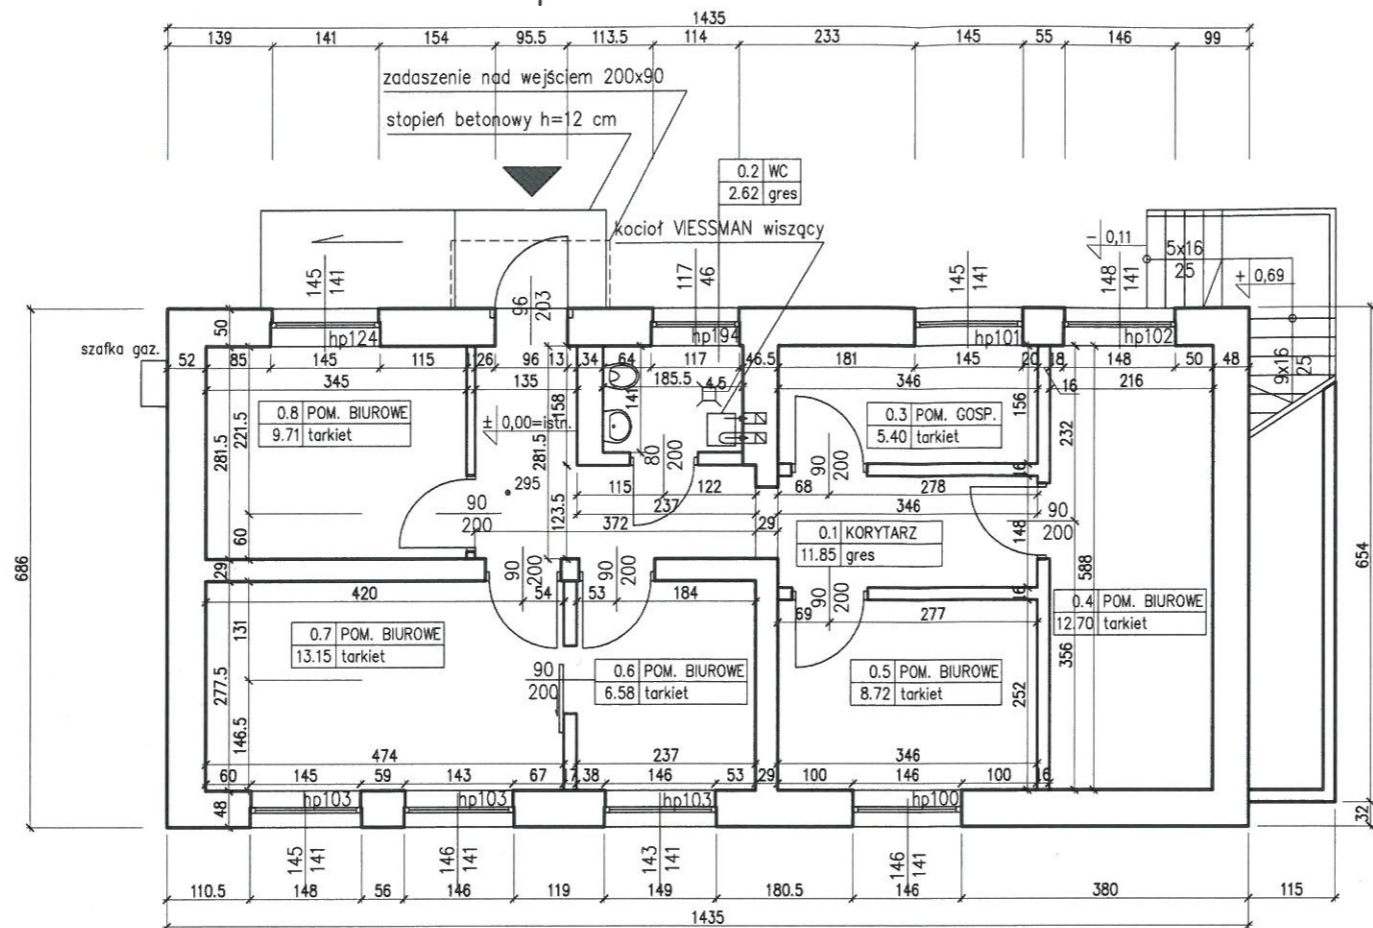 1435
139 141 154 95.5 113.5 114 233 145 55 146 99
zadaszenie nad wejściem 200x90
stopień betonowy h=12 cm
0.2 WC
2.62 gres
kocioł VIESSMAN wiszący
- 0,11
5x16
25
+ 0,69
145
141
96
203
117
46
145
141
148
141
9x16
25
szafka gaz.
50
hp124 hp194 hp101 hp102
52 85 145 115 26 96 13 34 64 117 46.5 181 145 20 18 148 50 48
345 135 185.5 4.5 346 16 216
0.8 POM. BIUROWE
9.71 tarkiet
± 0,00=istn.
158
141
0.3 POM. GOSP.
5.40 tarkiet
156
232
221.5
281.5
281.5
80
200
90
200
16
295
115 122 68 278
90
200
237 346
123.5
372 29
0.1 KORYTARZ
11.85 gres
148
90
200
60
686
654
29
90
200
90
200
90
200
588
16
420 54 53 184
69 277
0.4 POM. BIUROWE
12.70 tarkiet
131
0.7 POM. BIUROWE
13.15 tarkiet
90
200
0.6 POM. BIUROWE
6.58 tarkiet
0.5 POM. BIUROWE
8.72 tarkiet
356
252
277.5
146.5
474 237 346
60 145 59 143 67 17 38 146 53 29 100 146 100 16
48
hp103 hp103 hp103 hp100
32
145
141
146
141
143
141
146
141
110.5 148 56 146 119 149 180.5 146 380 115
1435